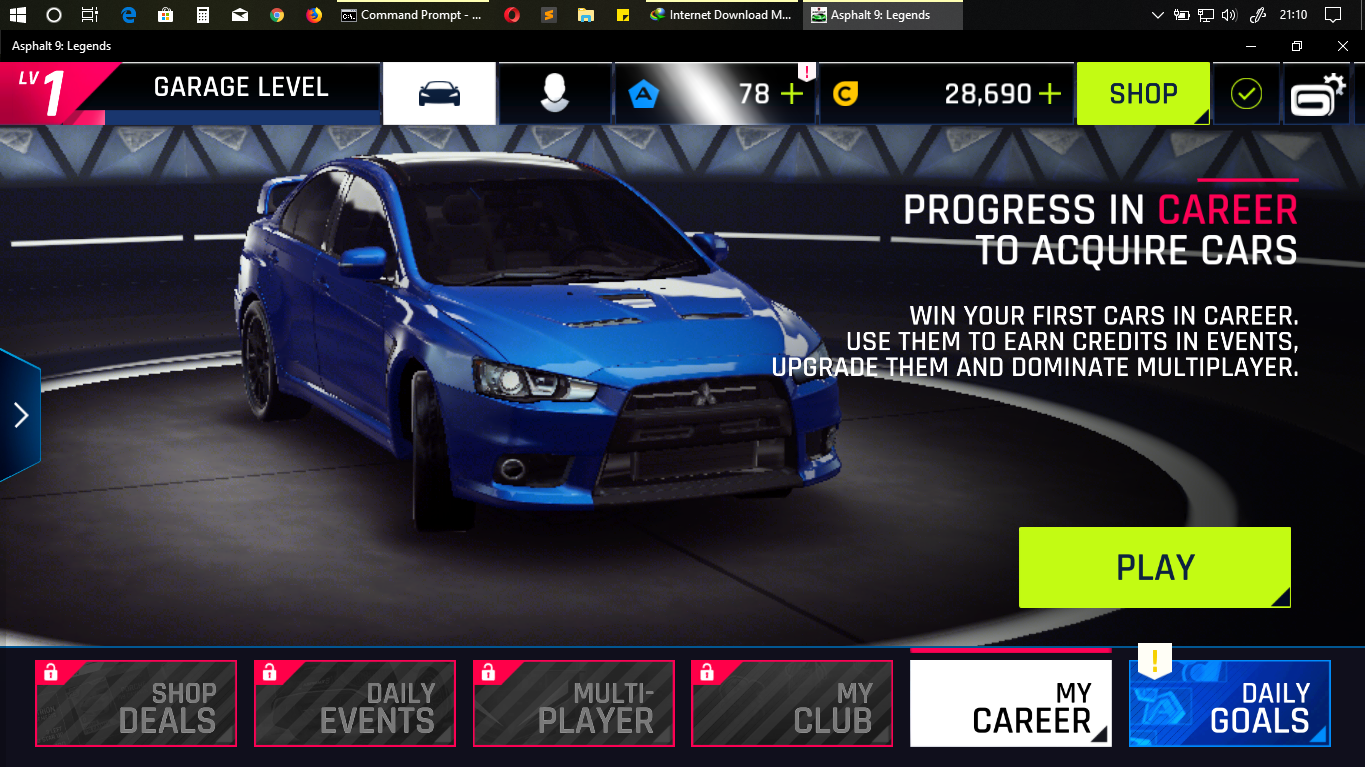 Command Prompt - ...
Internet Download M...
Asphalt 9: Legends
21:10
Asphalt 9: Legends
LV 1
GARAGE LEVEL
78
28,690
SHOP
PROGRESS IN CAREER
TO ACQUIRE CARS
WIN YOUR FIRST CARS IN CAREER.
USE THEM TO EARN CREDITS IN EVENTS,
UPGRADE THEM AND DOMINATE MULTIPLAYER.
PLAY
SHOP
DEALS
DAILY
EVENTS
MULTI-
PLAYER
MY
CLUB
MY
CAREER
DAILY
GOALS